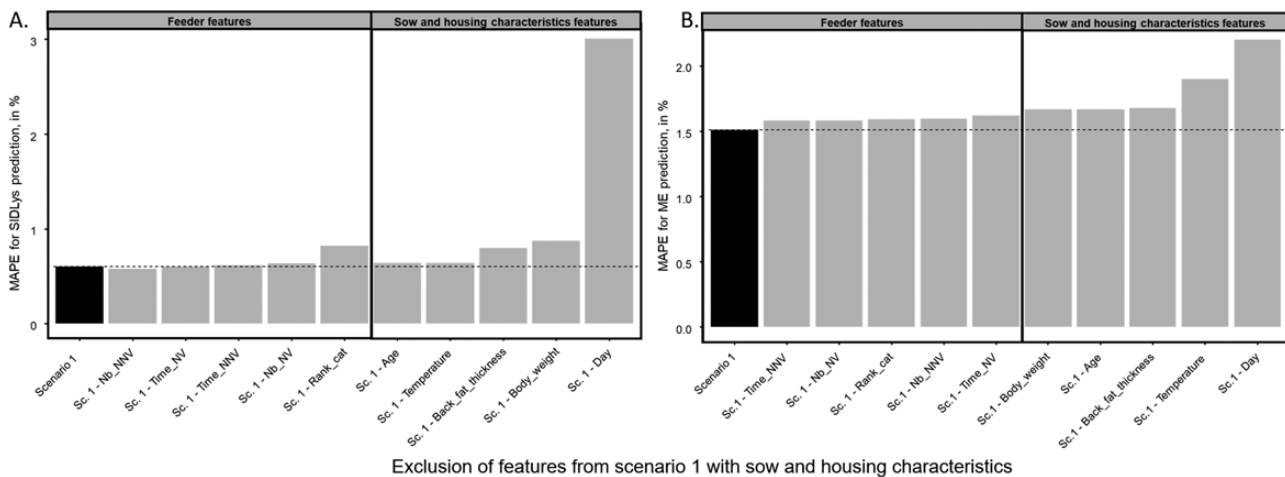 A.
Feeder features
Sow and housing characteristics features
MAPE for SIDLys prediction, in %
3
2
1
0
Scenario 1
Sc. 1 - Nb_NNV
Sc. 1 - Time_NV
Sc. 1 - Time_NNV
Sc. 1 - Nb_NV
Sc. 1 - Rank_cat
Sc. 1 - Age
Sc. 1 - Temperature
Sc. 1 - Back_fat_thickness
Sc. 1 - Body_weight
Sc. 1 - Day
B.
Feeder features
Sow and housing characteristics features
MAPE for ME prediction, in %
2.0
1.5
1.0
0.5
0.0
Scenario 1
Sc. 1 - Time_NNV
Sc. 1 - Nb_NV
Sc. 1 - Rank_cat
Sc. 1 - Nb_NNV
Sc. 1 - Time_NV
Sc. 1 - Body_weight
Sc. 1 - Age
Sc. 1 - Back_fat_thickness
Sc. 1 - Temperature
Sc. 1 - Day
Exclusion of features from scenario 1 with sow and housing characteristics